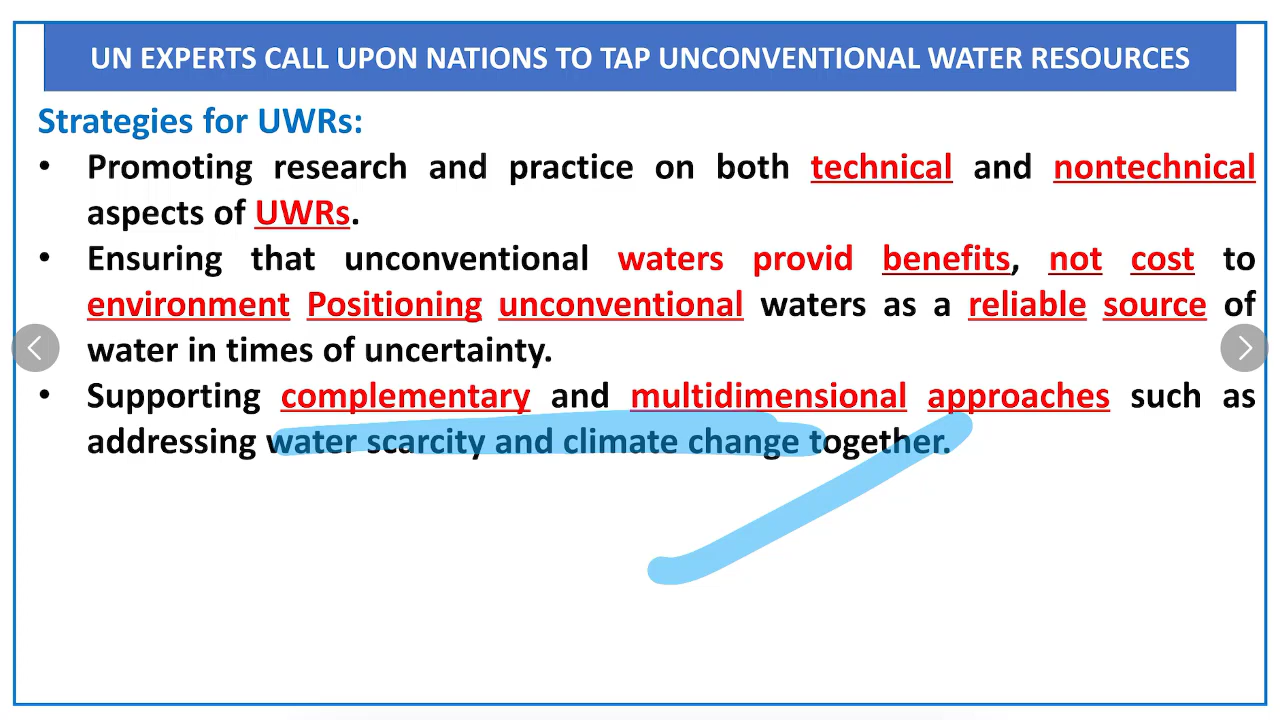 UN EXPERTS CALL UPON NATIONS TO TAP UNCONVENTIONAL WATER RESOURCES
Strategies for UWRs:
• Promoting research and practice on both technical and nontechnical
aspects of UWRs.
• Ensuring that unconventional waters provid benefits, not cost to
environment Positioning unconventional waters as a reliable source of
water in times of uncertainty.
• Supporting complementary and multidimensional approaches such as
addressing water scarcity and climate change together.